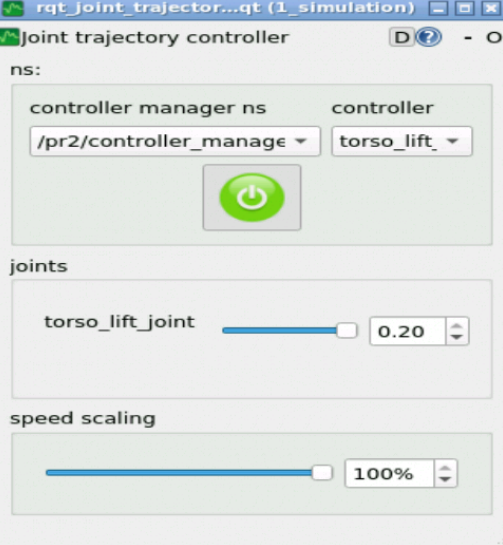 rqt_joint_trajector...qt (1_simulation)
Joint trajectory controller D ? - O
ns:
controller manager ns controller
/pr2/controller_manage torso_lift_
joints
torso_lift_joint 0.20
speed scaling
100%